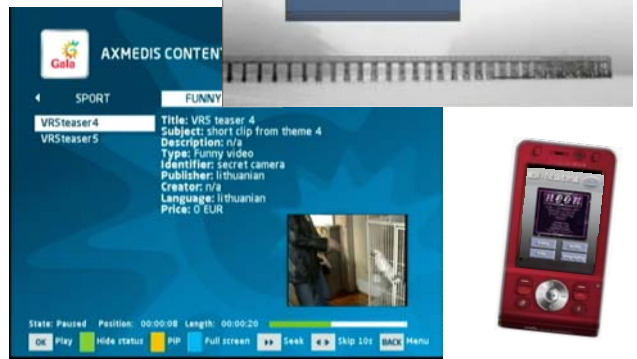 Gala
AXMEDIS CONTEN
SPORT
FUNNY
VRSteaser4
VRSteaser5
Title: VRS teaser 4
Subject: short clip from theme 4
Description: n/a
Type: Funny video
Identifier: secret camera
Publisher: lithuanian
Creator: n/a
Language: lithuanian
Price: 0 EUR
State: Paused Position: 00:00:08 Length: 00:00:20
OK Play Hide status PiP Full screen Seek Skip 10s BACK Menu
neon